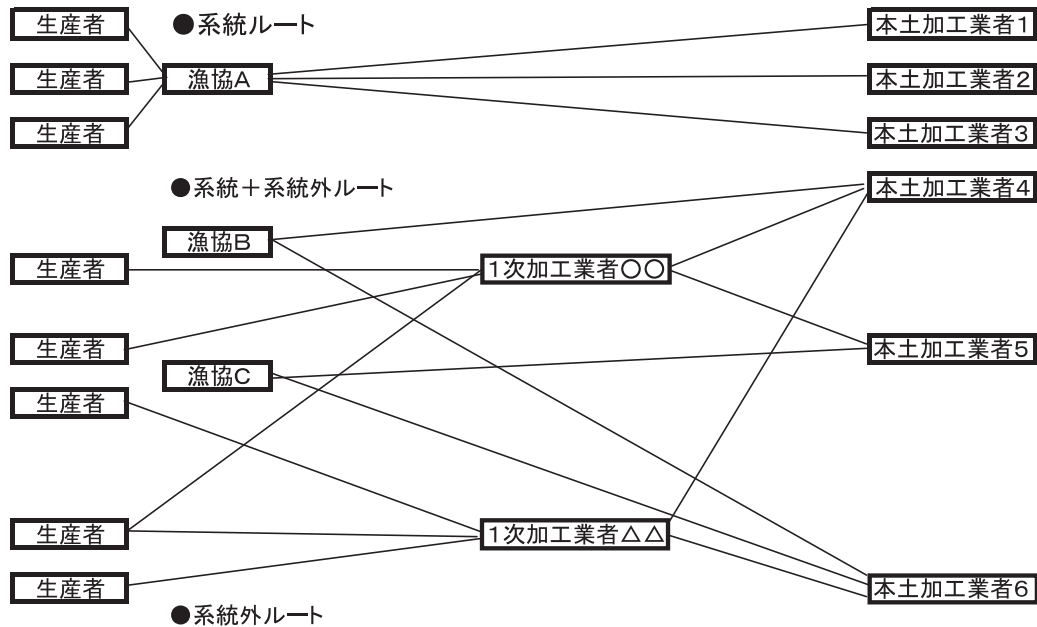 生産者
●系統ルート
本土加工業者1
生産者
漁協A
本土加工業者2
生産者
本土加工業者3
●系統＋系統外ルート
本土加工業者4
漁協B
生産者
1次加工業者○○
生産者
本土加工業者5
漁協C
生産者
生産者
1次加工業者△△
生産者
本土加工業者6
●系統外ルート